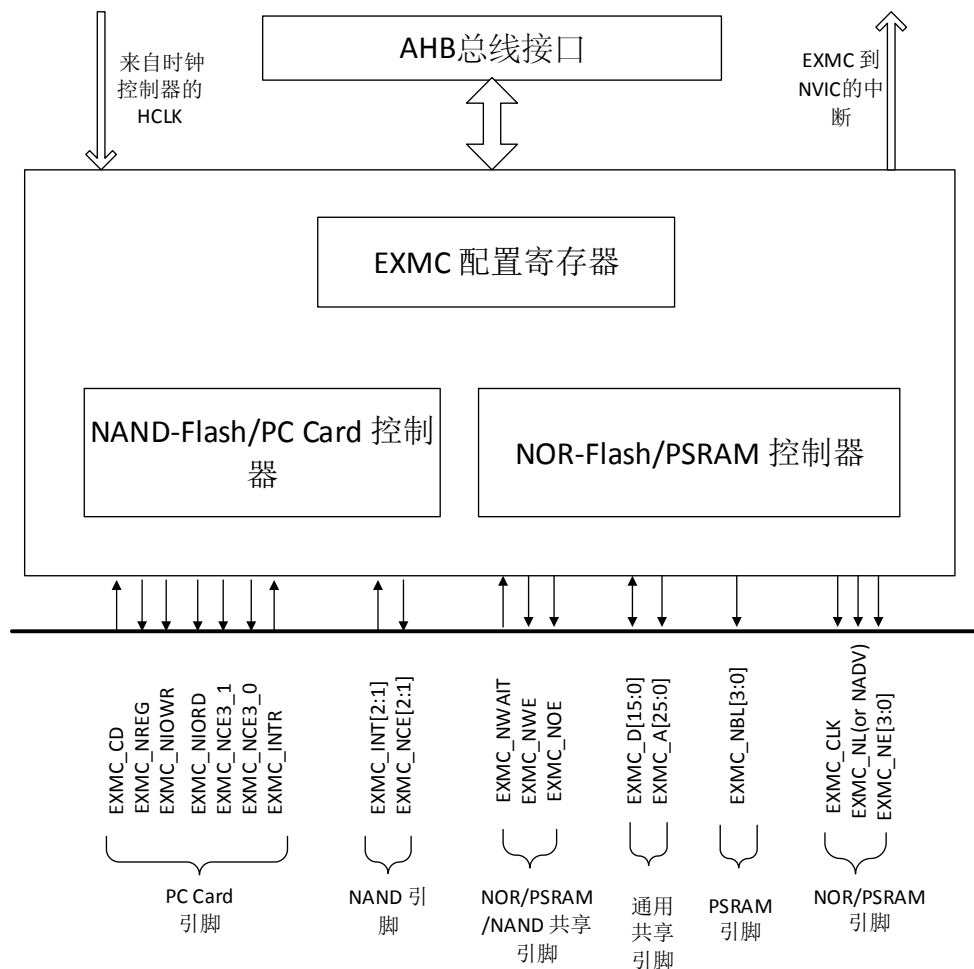 来自时钟
控制器的
HCLK
AHB总线接口
EXMC 到
NVIC的中
断
EXMC 配置寄存器
NAND-Flash/PC Card 控制
器
NOR-Flash/PSRAM 控制器
EXMC_CD
EXMC_NREG
EXMC_NIOWR
EXMC_NIORD
EXMC_NCE3_1
EXMC_NCE3_0
EXMC_INTR
EXMC_INT[2:1]
EXMC_NCE[2:1]
EXMC_NWAIT
EXMC_NWE
EXMC_NOE
EXMC_D[15:0]
EXMC_A[25:0]
EXMC_NBL[3:0]
EXMC_CLK
EXMC_NL(or NADV)
EXMC_NE[3:0]
PC Card
引脚
NAND 引
脚
NOR/PSRAM
/NAND 共享
引脚
通用
共享
引脚
PSRAM
引脚
NOR/PSRAM
引脚